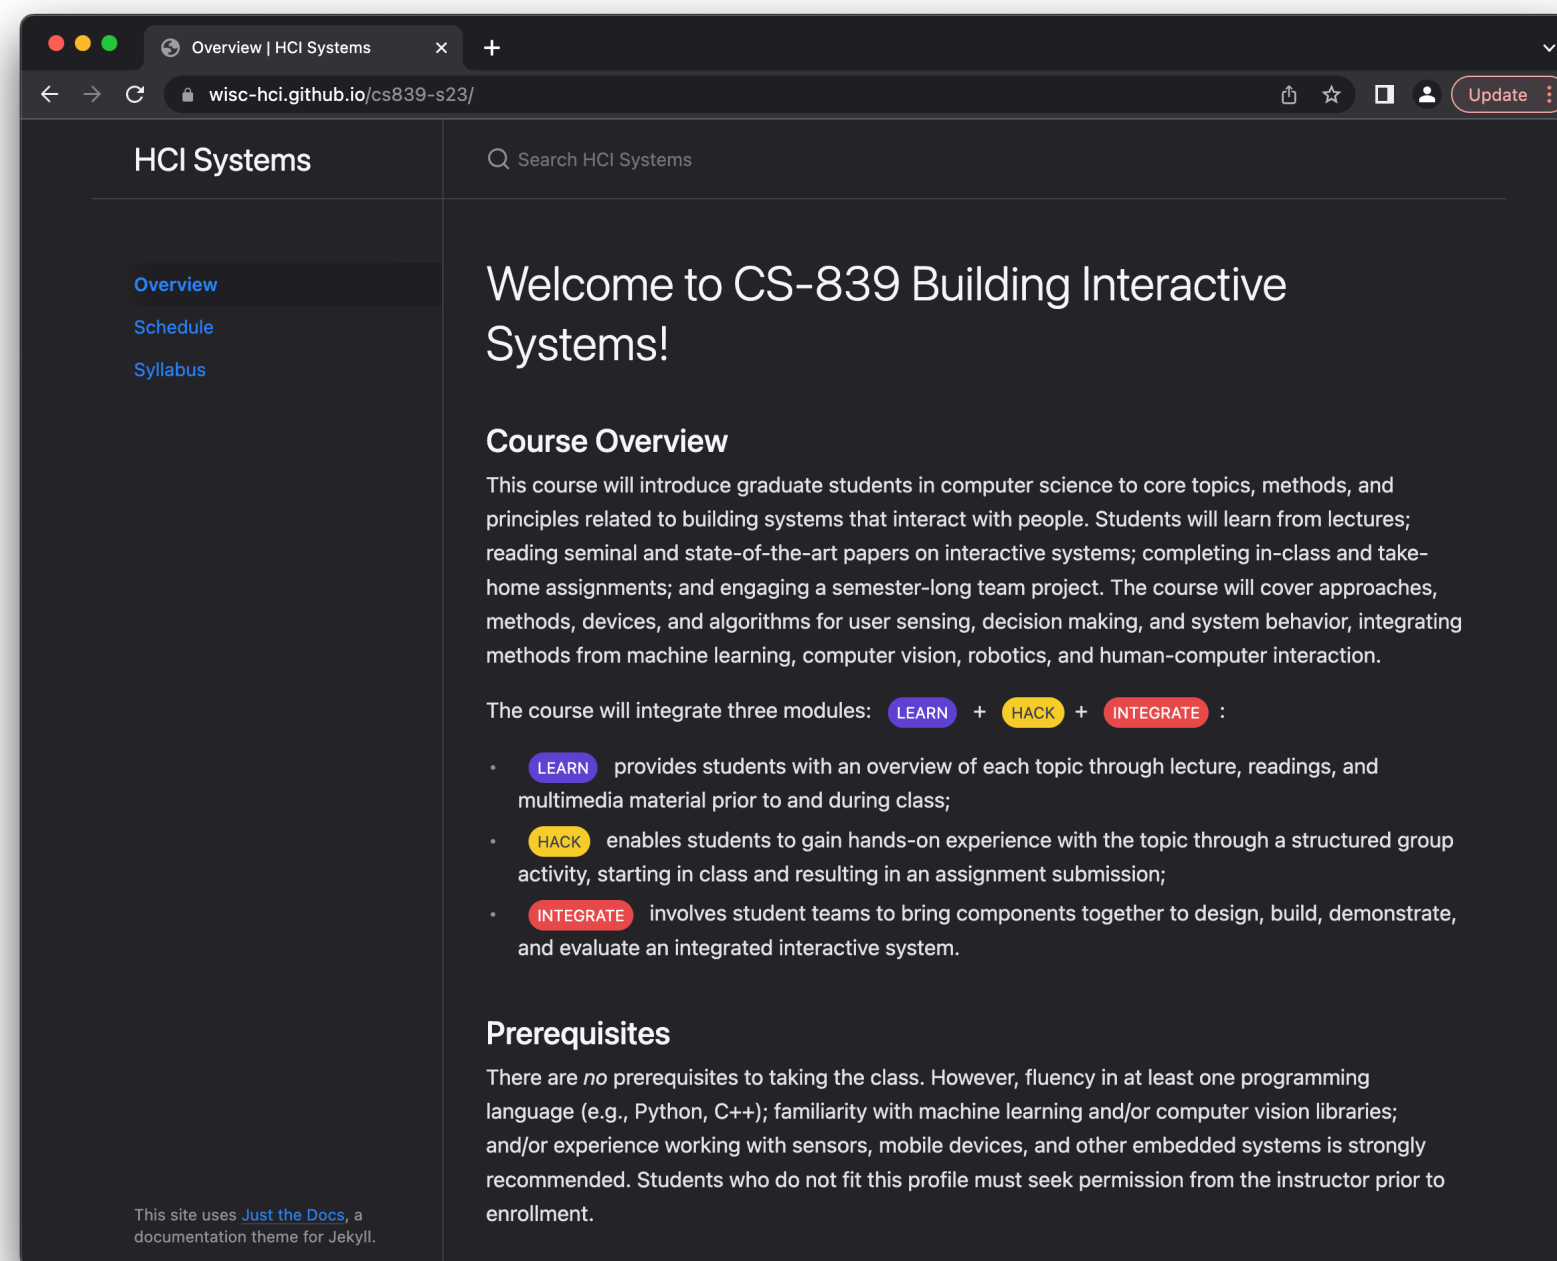 Overview | HCI Systems
wisc-hci.github.io/cs839-s23/
Update
HCI Systems
Search HCI Systems
Overview
Schedule
Syllabus
Welcome to CS-839 Building Interactive
Systems!
Course Overview
This course will introduce graduate students in computer science to core topics, methods, and
principles related to building systems that interact with people. Students will learn from lectures;
reading seminal and state-of-the-art papers on interactive systems; completing in-class and take-
home assignments; and engaging a semester-long team project. The course will cover approaches,
methods, devices, and algorithms for user sensing, decision making, and system behavior, integrating
methods from machine learning, computer vision, robotics, and human-computer interaction.
The course will integrate three modules: LEARN + HACK + INTEGRATE :
• LEARN provides students with an overview of each topic through lecture, readings, and
multimedia material prior to and during class;
• HACK enables students to gain hands-on experience with the topic through a structured group
activity, starting in class and resulting in an assignment submission;
• INTEGRATE involves student teams to bring components together to design, build, demonstrate,
and evaluate an integrated interactive system.
Prerequisites
There are no prerequisites to taking the class. However, fluency in at least one programming
language (e.g., Python, C++); familiarity with machine learning and/or computer vision libraries;
and/or experience working with sensors, mobile devices, and other embedded systems is strongly
recommended. Students who do not fit this profile must seek permission from the instructor prior to
enrollment.
This site uses Just the Docs, a
documentation theme for Jekyll.